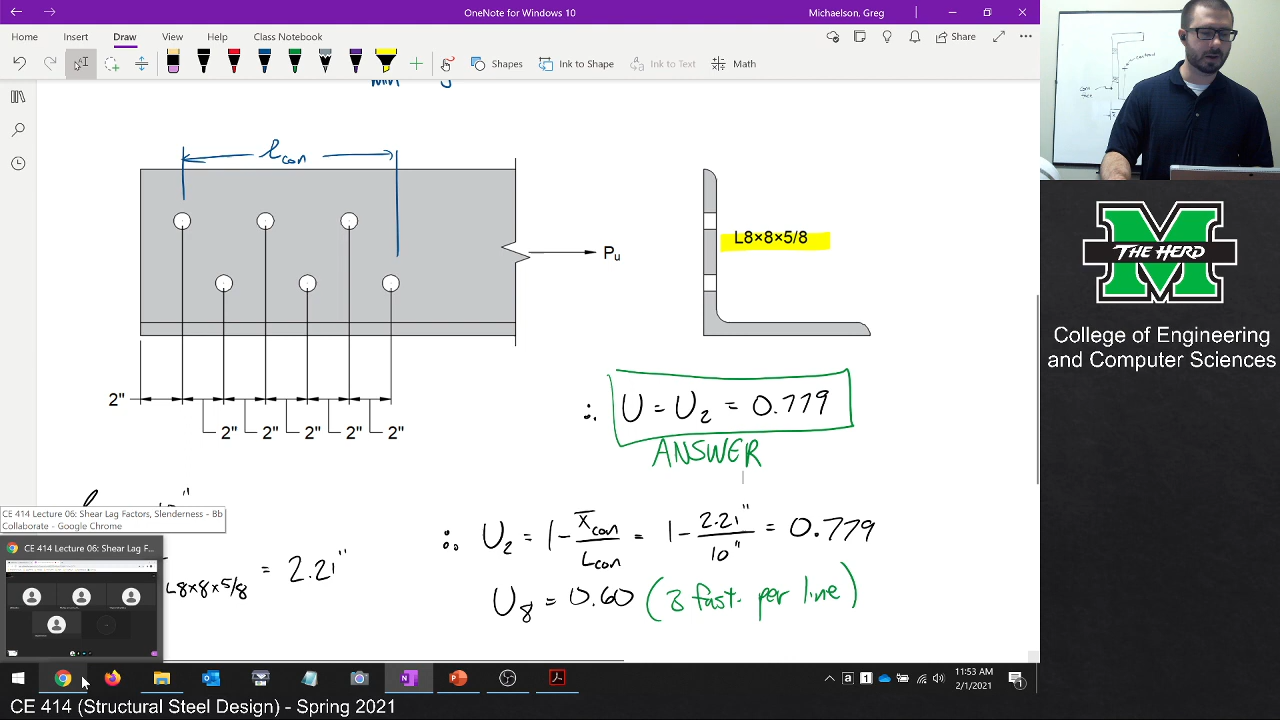 OneNote for Windows 10
Michaelson, Greg
Home Insert Draw View Help Class Notebook
Share
Shapes Ink to Shape Ink to Text Math
min
lcon
Pu
L8×8×5/8
2"
2" 2" 2" 2" 2"
∴ U = U2 = 0.779
ANSWER
CE 414 Lecture 06: Shear Lag Factors, Slenderness - Bb
Collaborate - Google Chrome
CE 414 Lecture 06: Shear Lag F...
L8×8×5/8 = 2.21"
∴ U2 = 1 - x̄con/Lcon = 1 - 2.21"/10" = 0.779
U8 = 0.60 (3 fast. per line)
11:53 AM
2/1/2021
CE 414 (Structural Steel Design) - Spring 2021
M
THE HERD
College of Engineering
and Computer Sciences